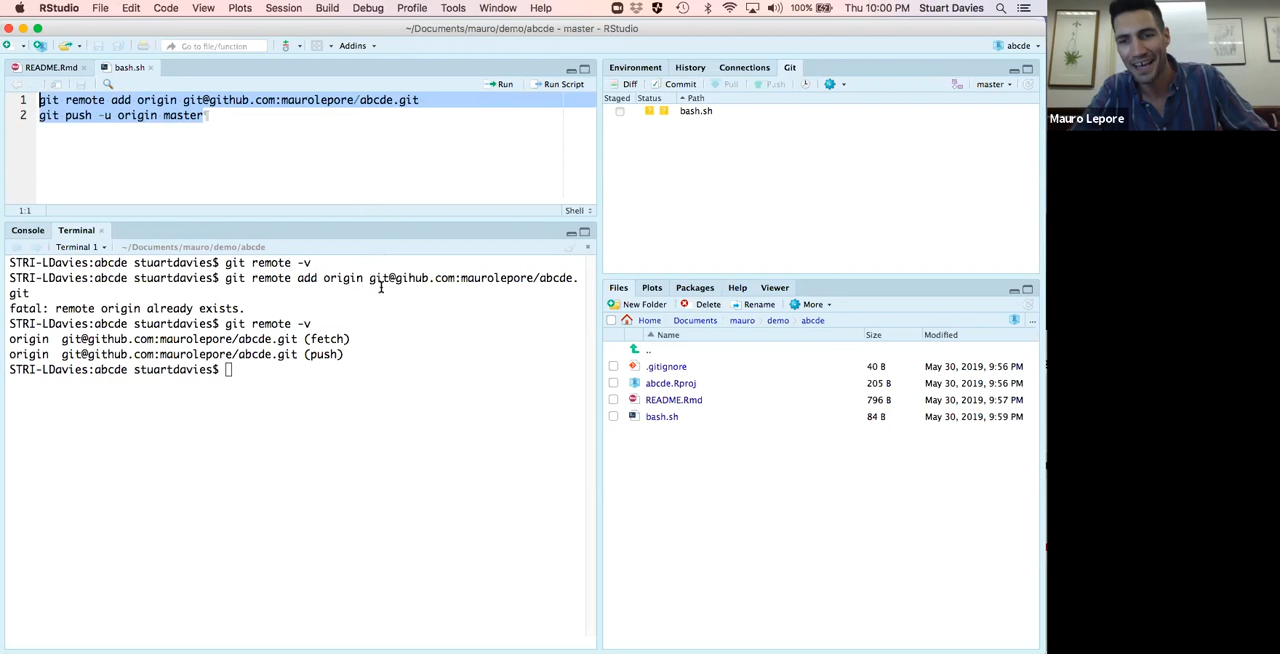 RStudio File Edit Code View Plots Session Build Debug Profile Tools Window Help 100% Thu 10:00 PM Stuart Davies
~/Documents/mauro/demo/abcde - master - RStudio
Go to file/function Addins abcde
README.Rmd bash.sh
Run Run Script
1 git remote add origin git@github.com:maurolepore/abcde.git
2 git push -u origin master
1:1 Shell
Console Terminal
Terminal 1 ~/Documents/mauro/demo/abcde
STRI-LDavies:abcde stuartdavies$ git remote -v
STRI-LDavies:abcde stuartdavies$ git remote add origin git@gihub.com:maurolepore/abcde.
git
fatal: remote origin already exists.
STRI-LDavies:abcde stuartdavies$ git remote -v
origin git@github.com:maurolepore/abcde.git (fetch)
origin git@github.com:maurolepore/abcde.git (push)
STRI-LDavies:abcde stuartdavies$
Environment History Connections Git
Diff Commit Pull Push master
Staged Status Path
? ? bash.sh
Files Plots Packages Help Viewer
New Folder Delete Rename More
Home Documents mauro demo abcde ...
Name Size Modified
..
.gitignore 40 B May 30, 2019, 9:56 PM
abcde.Rproj 205 B May 30, 2019, 9:56 PM
README.Rmd 796 B May 30, 2019, 9:57 PM
bash.sh 84 B May 30, 2019, 9:59 PM
Mauro Lepore